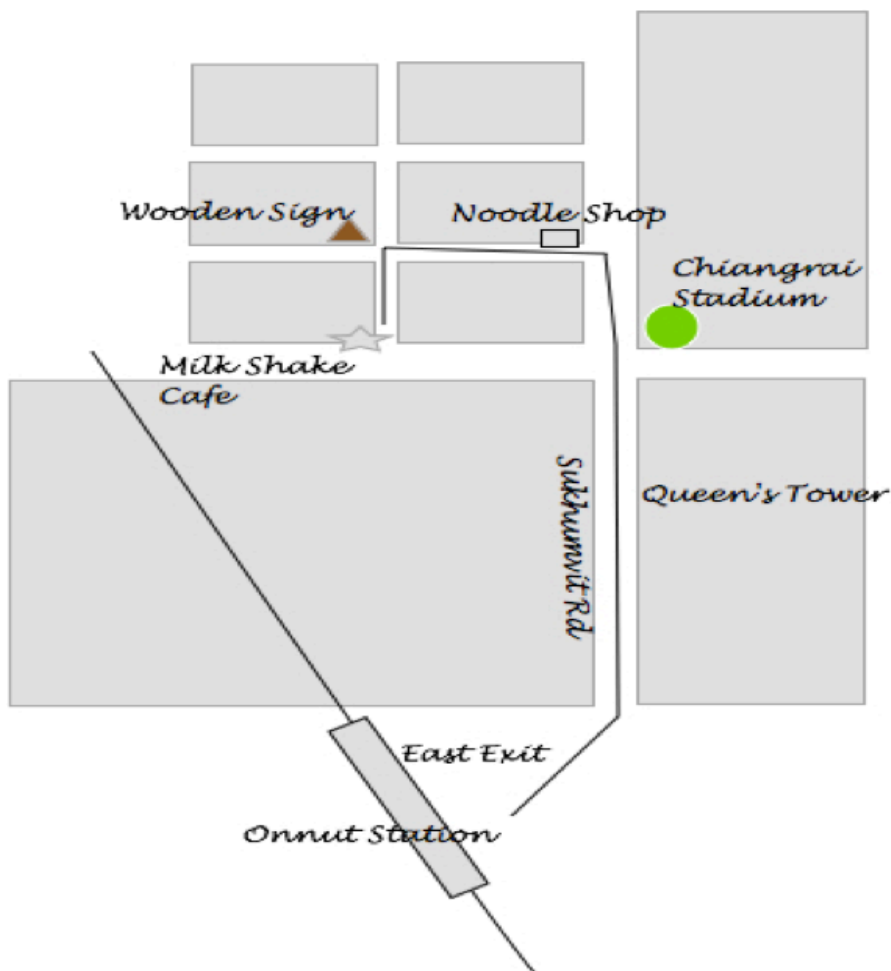 Wooden Sign
Noodle Shop
Chiangrai
Stadium
Milk Shake
Cafe
Sukhumvit Rd
Queen's Tower
East Exit
Onnut Station